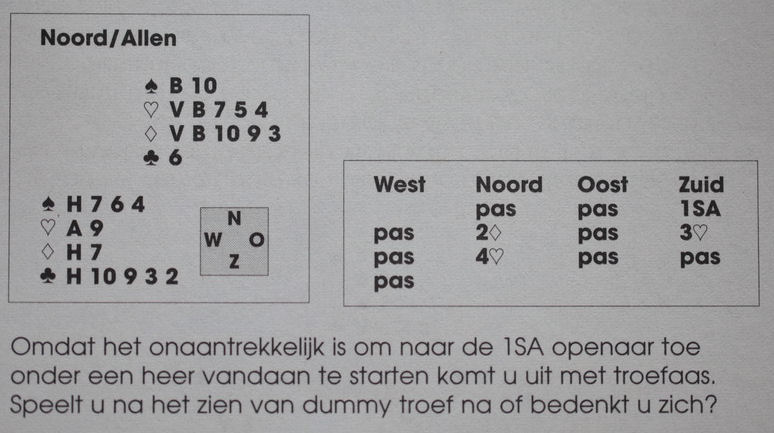 Noord/Allen
♠ B 10
♡ V B 7 5 4
♢ V B 10 9 3
♣ 6
♠ H 7 6 4
♡ A 9
♢ H 7
♣ H 10 9 3 2
N
W O
Z
West Noord Oost Zuid
pas pas 1SA
pas 2♢ pas 3♡
pas 4♡ pas pas
pas
Omdat het onaantrekkelijk is om naar de 1SA openaar toe
onder een heer vandaan te starten komt u uit met troefaas.
Speelt u na het zien van dummy troef na of bedenkt u zich?